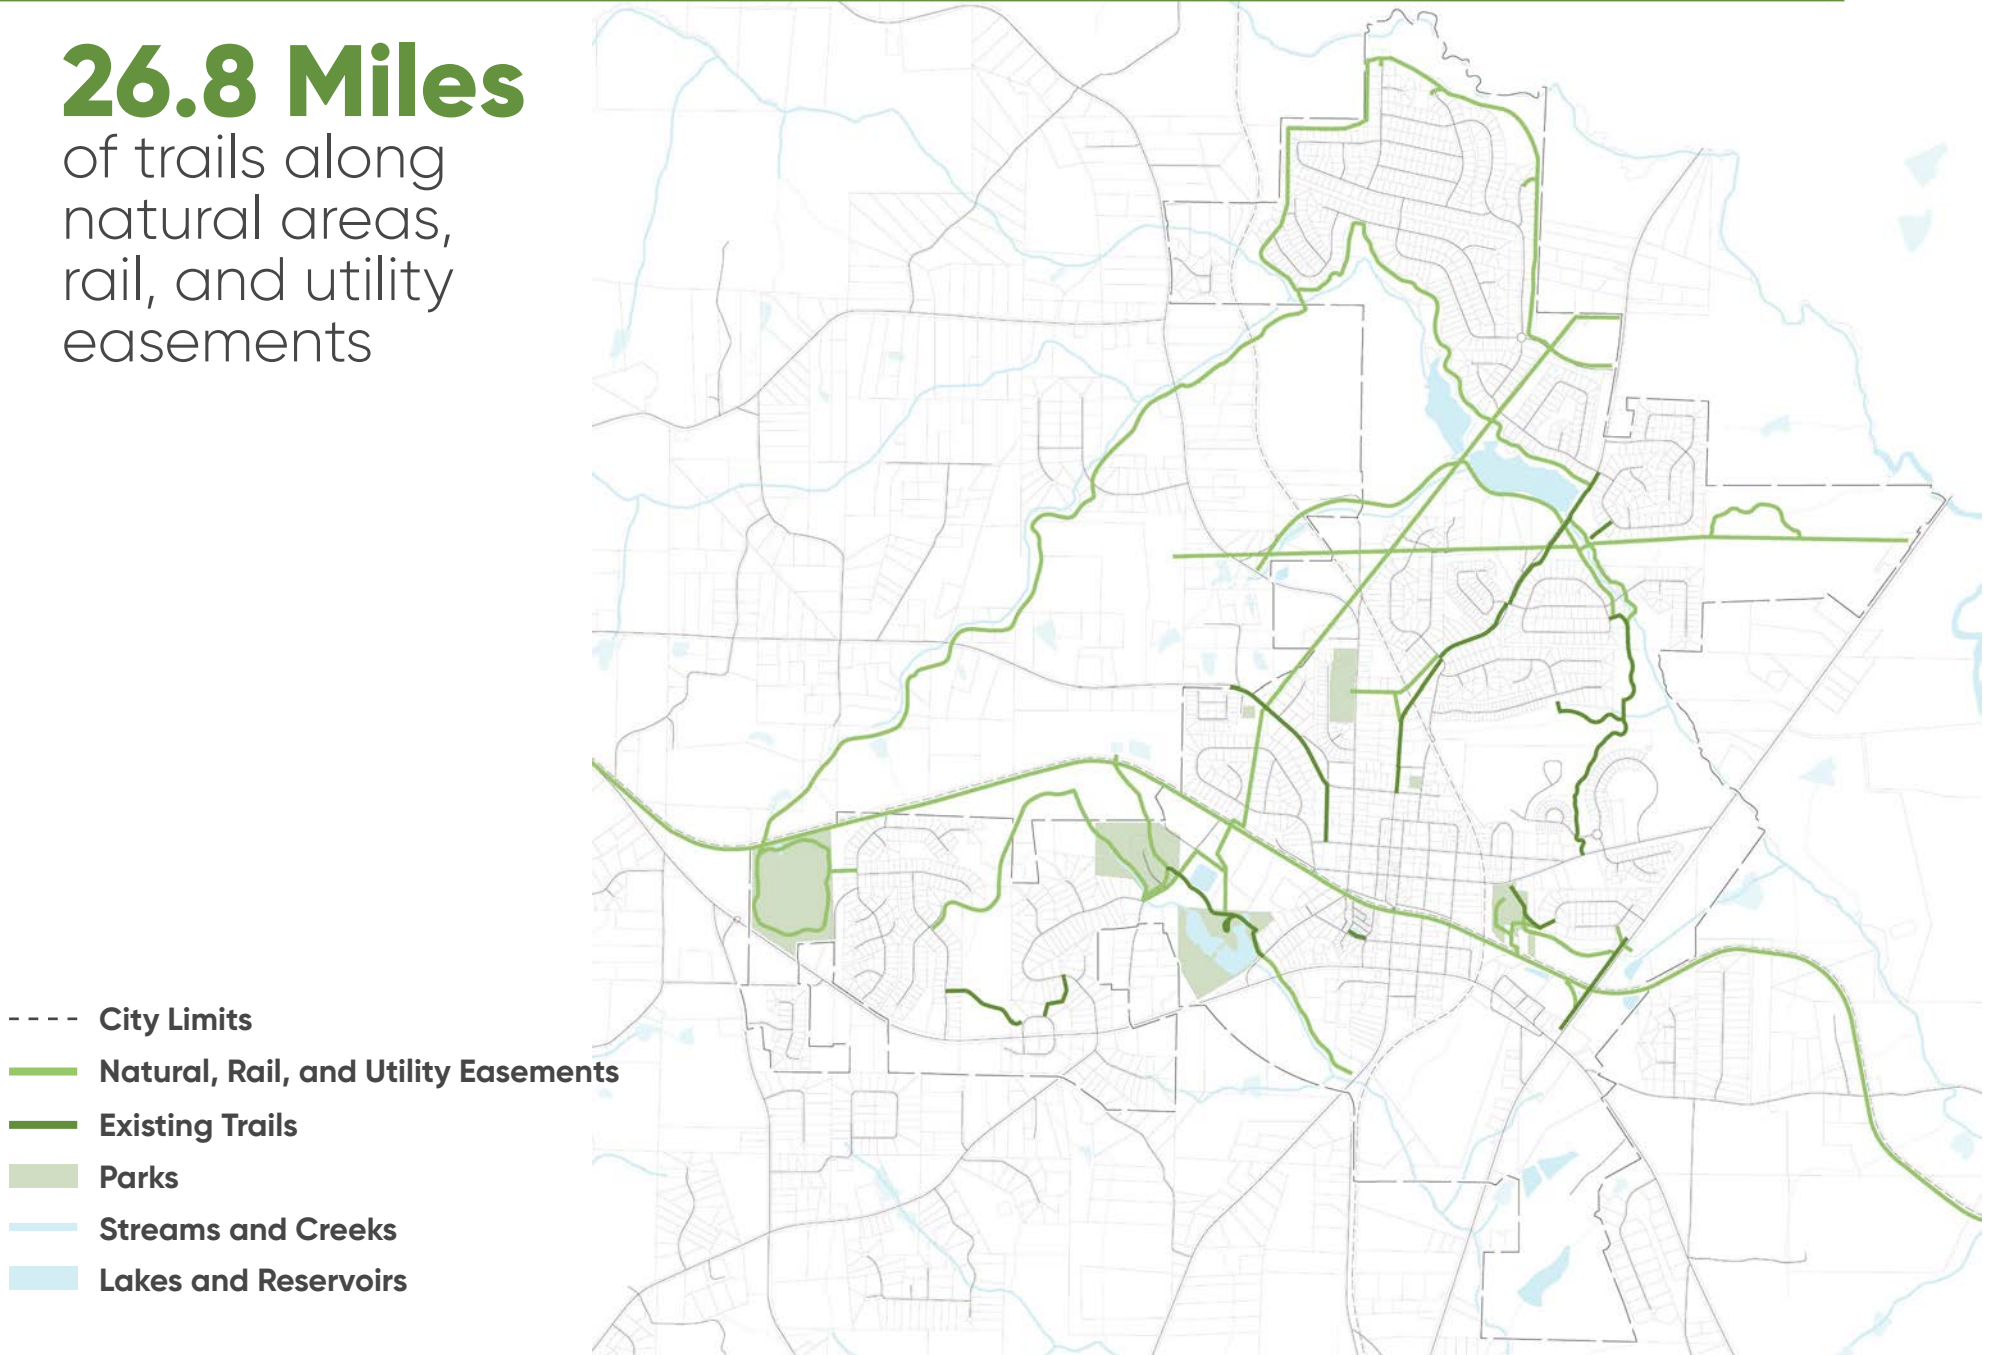 26.8 Miles
of trails along
natural areas,
rail, and utility
easements
City Limits
Natural, Rail, and Utility Easements
Existing Trails
Parks
Streams and Creeks
Lakes and Reservoirs